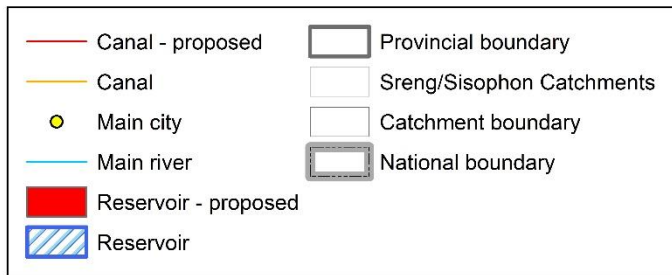 Canal - proposed
Canal
Main city
Main river
Reservoir - proposed
Reservoir
Provincial boundary
Sreng/Sisophon Catchments
Catchment boundary
National boundary